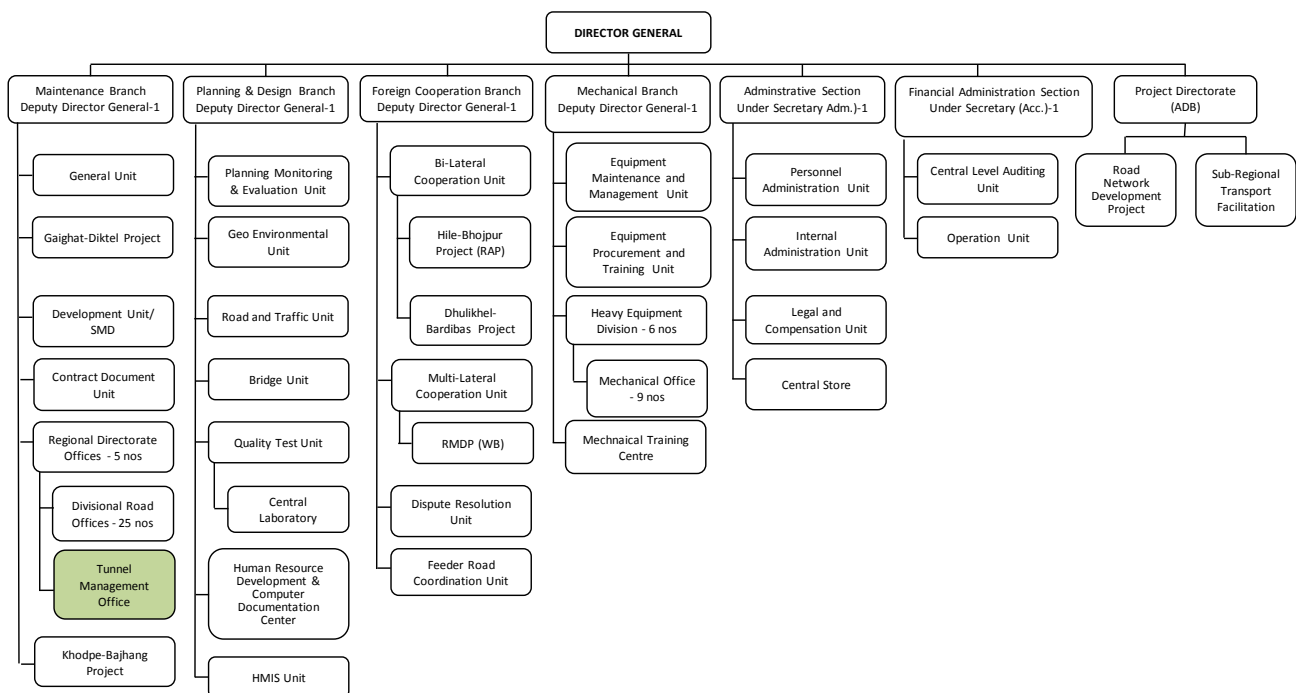 DIRECTOR GENERAL
Maintenance Branch
Deputy Director General-1
Planning & Design Branch
Deputy Director General-1
Foreign Cooperation Branch
Deputy Director General-1
Mechanical Branch
Deputy Director General-1
Adminstrative Section
Under Secretary Adm.)-1
Financial Administration Section
Under Secretary (Acc.)-1
Project Directorate
(ADB)
General Unit
Gaighat-Diktel Project
Development Unit/
SMD
Contract Document
Unit
Regional Directorate
Offices - 5 nos
Divisional Road
Offices - 25 nos
Tunnel
Management
Office
Khodpe-Bajhang
Project
Planning Monitoring
& Evaluation Unit
Geo Environmental
Unit
Road and Traffic Unit
Bridge Unit
Quality Test Unit
Central
Laboratory
Human Resource
Development &
Computer
Documentation
Center
HMIS Unit
Bi-Lateral
Cooperation Unit
Hile-Bhojpur
Project (RAP)
Dhulikhel-
Bardibas Project
Multi-Lateral
Cooperation Unit
RMDP (WB)
Dispute Resolution
Unit
Feeder Road
Coordination Unit
Equipment
Maintenance and
Management Unit
Equipment
Procurement and
Training Unit
Heavy Equipment
Division - 6 nos
Mechanical Office
- 9 nos
Mechnaical Training
Centre
Personnel
Administration Unit
Internal
Administration Unit
Legal and
Compensation Unit
Central Store
Central Level Auditing
Unit
Operation Unit
Road
Network
Development
Project
Sub-Regional
Transport
Facilitation